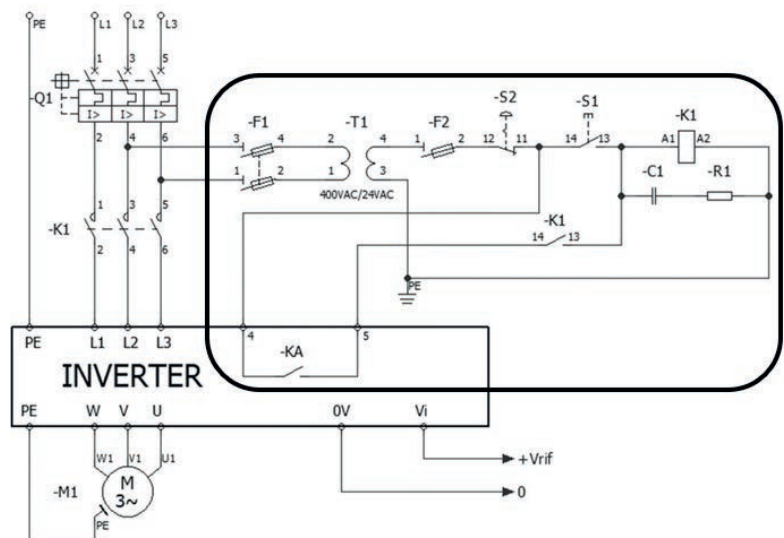 PE L1 L2 L3
1 3 5
-Q1
I> I> I>
2 4 6
-F1
3 4
1 2
-T1
2 4
1 3
400VAC/24VAC
-F2
1 2
-S2
12 11
-S1
14 13
-K1
A1 A2
-C1 -R1
-K1
1 3 5
2 4 6
-K1
14 13
PE
PE L1 L2 L3 4 5
INVERTER
-KA
PE W V U 0V Vi
W1 V1 U1
-M1
M
3~
PE
+Vrif
0